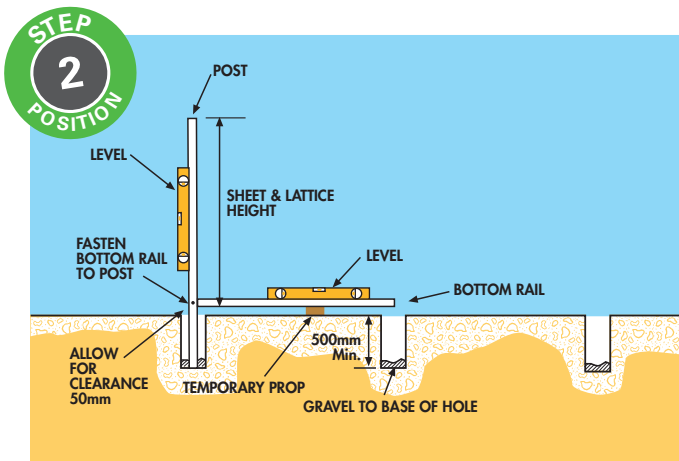 STEP
2
POSITION
POST
LEVEL
SHEET & LATTICE
HEIGHT
FASTEN
BOTTOM RAIL
TO POST
LEVEL
BOTTOM RAIL
ALLOW
FOR
CLEARANCE
50mm
500mm
Min.
TEMPORARY PROP
GRAVEL TO BASE OF HOLE